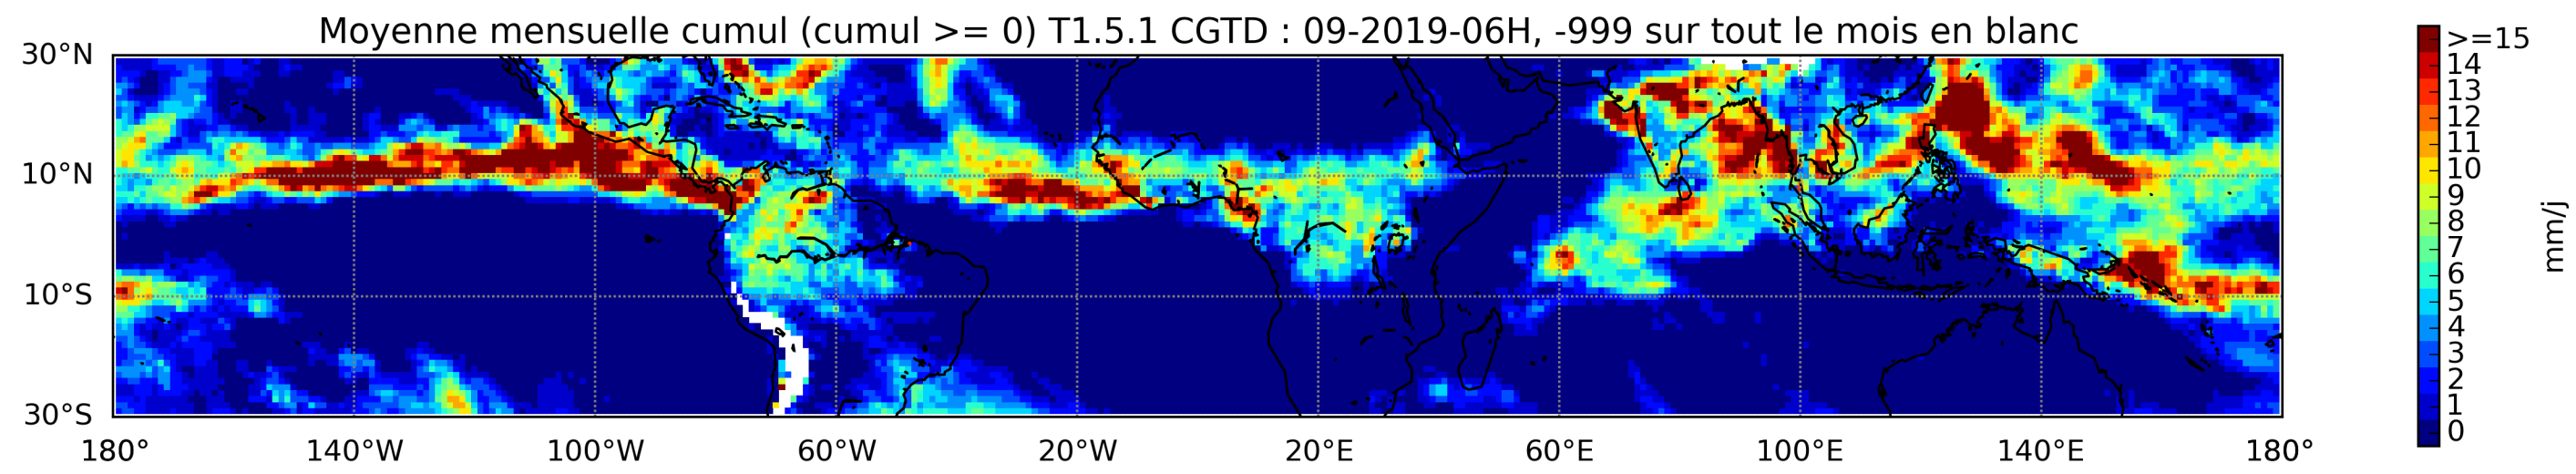 Moyenne mensuelle cumul (cumul >= 0) T1.5.1 CGTD : 09-2019-06H, -999 sur tout le mois en blanc
30°N
10°N
10°S
30°S
180°
140°W
100°W
60°W
20°W
20°E
60°E
100°E
140°E
180°
>=15
14
13
12
11
10
9
8
7
6
5
4
3
2
1
0
mm/j